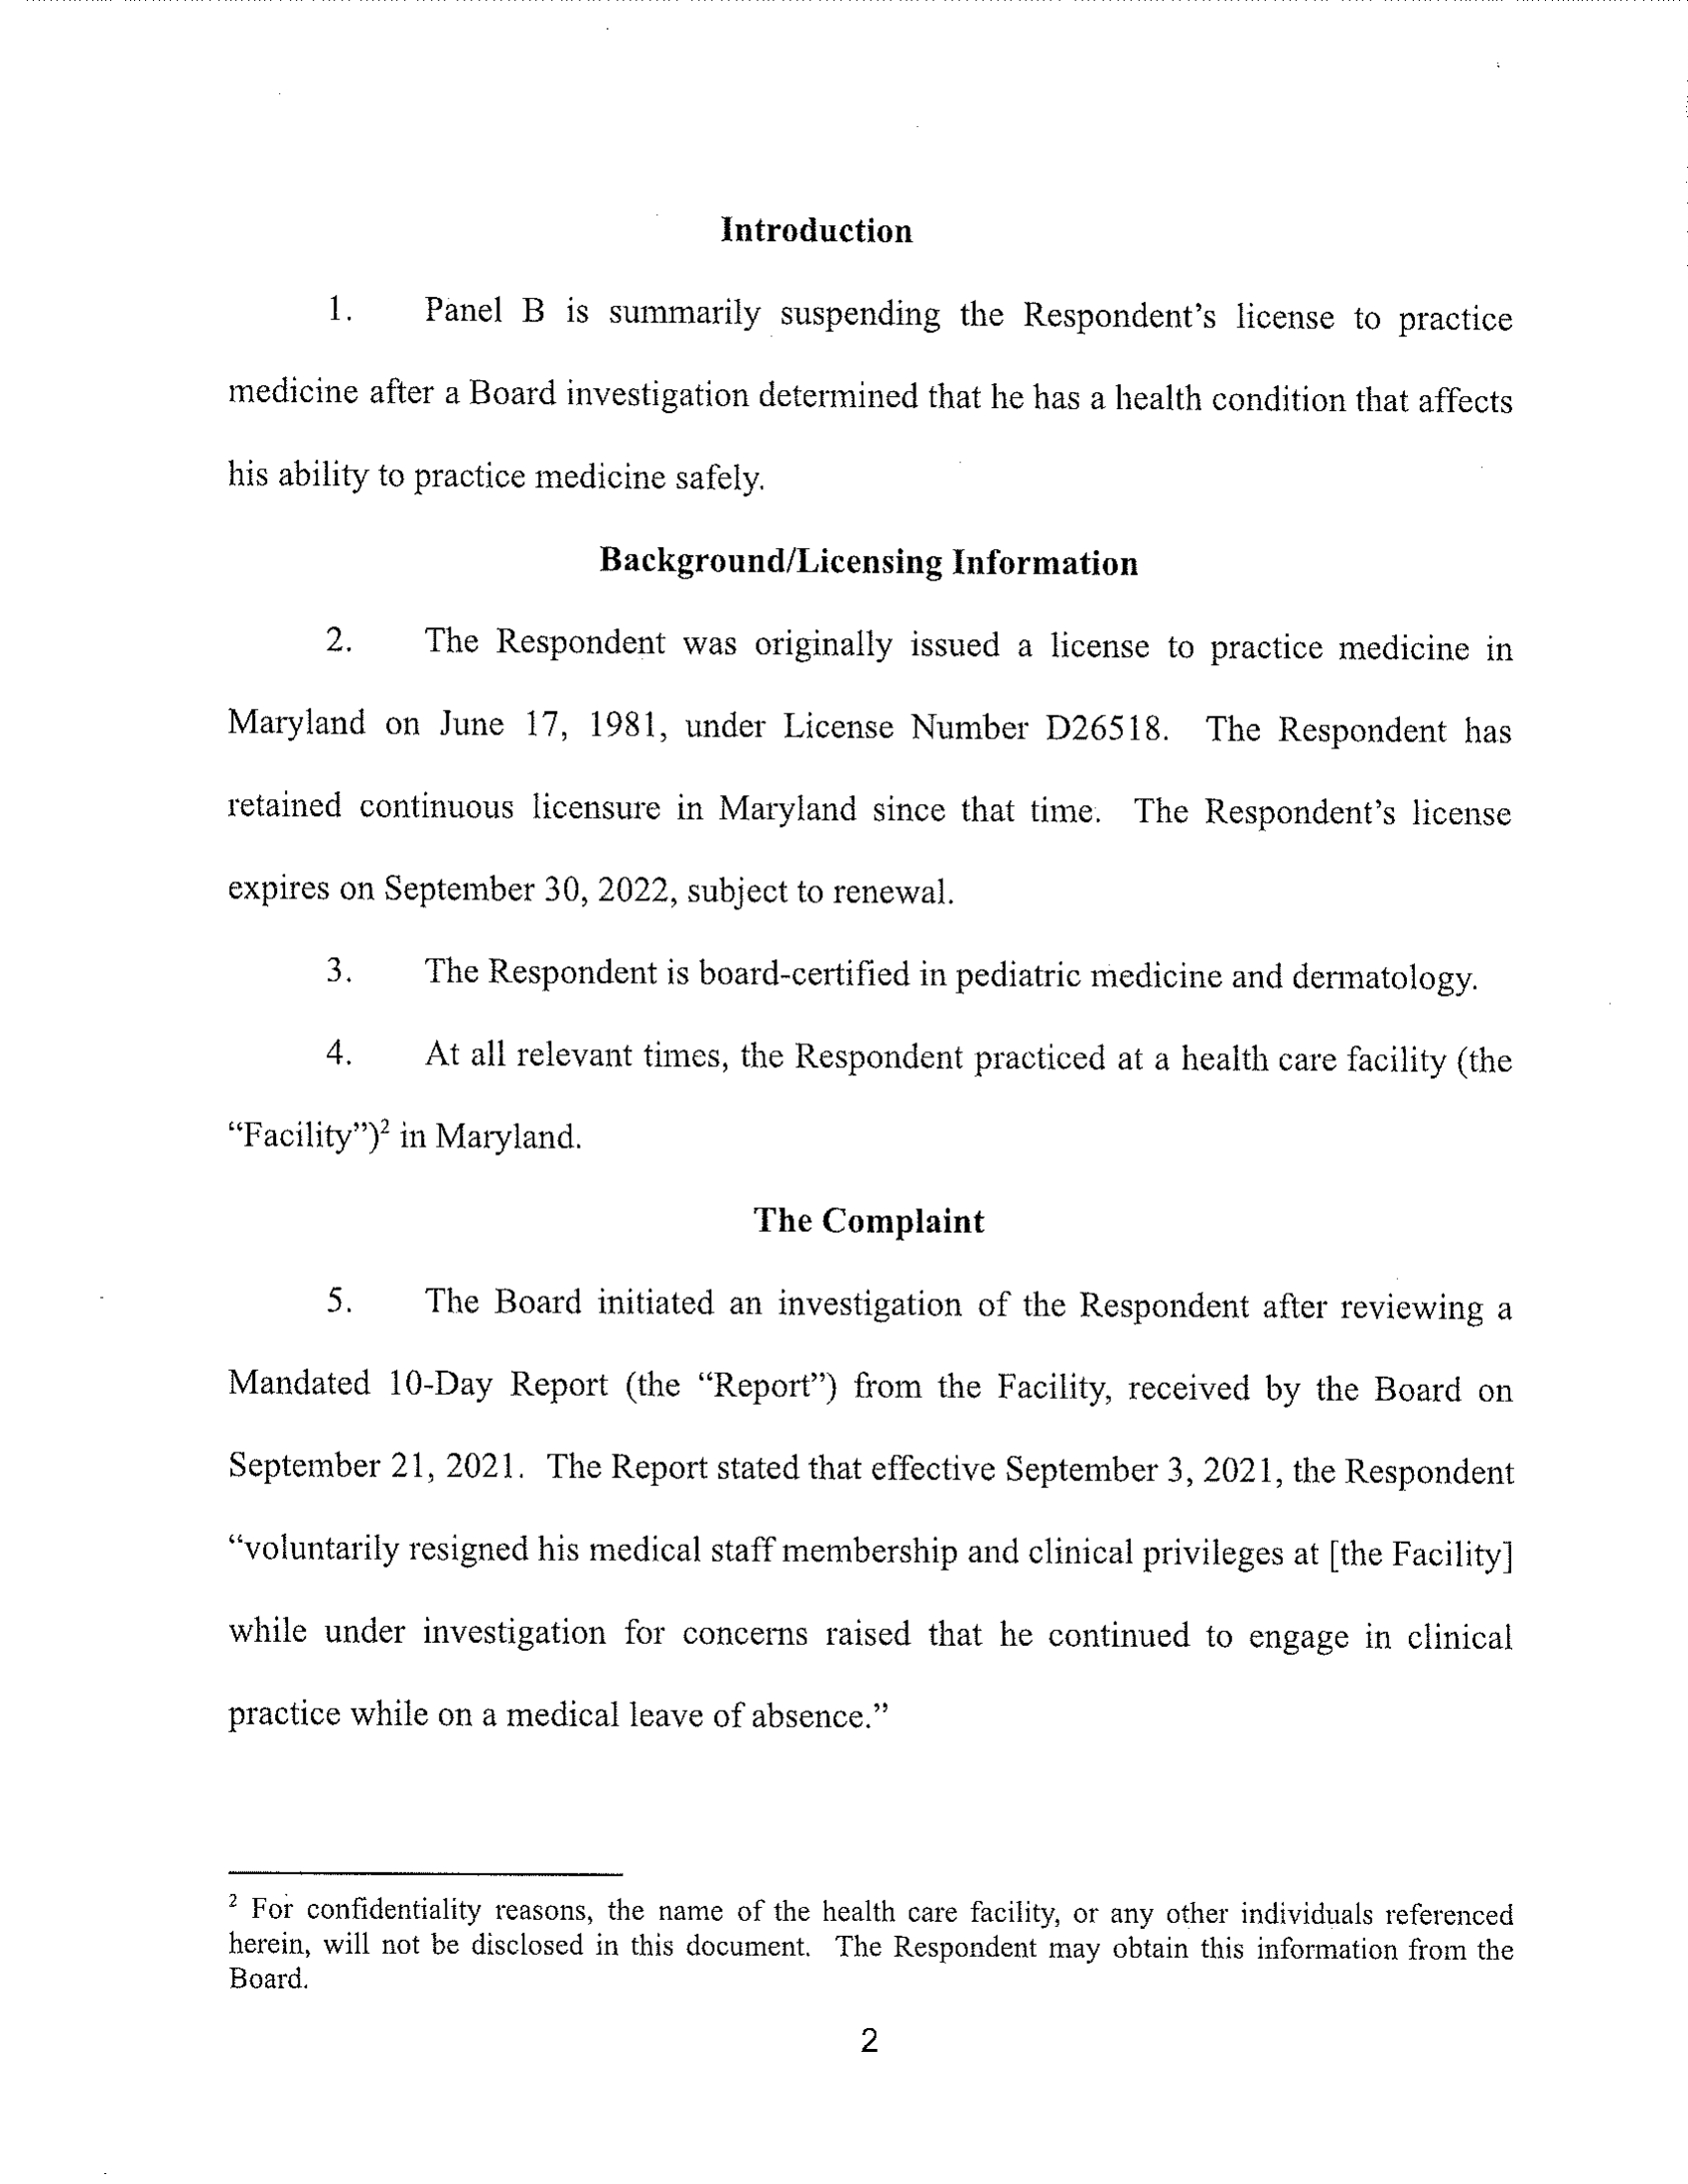 Introduction
1. Panel B is summarily suspending the Respondent’s license to practice
medicine after a Board investigation determined that he has a health condition that affects
his ability to practice medicine safely.
Background/Licensing Information
2. The Respondent was originally issued a license to practice medicine in
Maryland on June 17, 1981, under License Number D26518. The Respondent has
retained continuous licensure in Maryland since that time. The Respondent’s license
expires on September 30, 2022, subject to renewal.
3. The Respondent is board-certified in pediatric medicine and dermatology.
4. At all relevant times, the Respondent practiced at a health care facility (the
“Facility”)² in Maryland.
The Complaint
5. The Board initiated an investigation of the Respondent after reviewing a
Mandated 10-Day Report (the “Report”) from the Facility, received by the Board on
September 21, 2021. The Report stated that effective September 3, 2021, the Respondent
“voluntarily resigned his medical staff membership and clinical privileges at [the Facility]
while under investigation for concerns raised that he continued to engage in clinical
practice while on a medical leave of absence.”
² For confidentiality reasons, the name of the health care facility, or any other individuals referenced
herein, will not be disclosed in this document. The Respondent may obtain this information from the
Board.
2